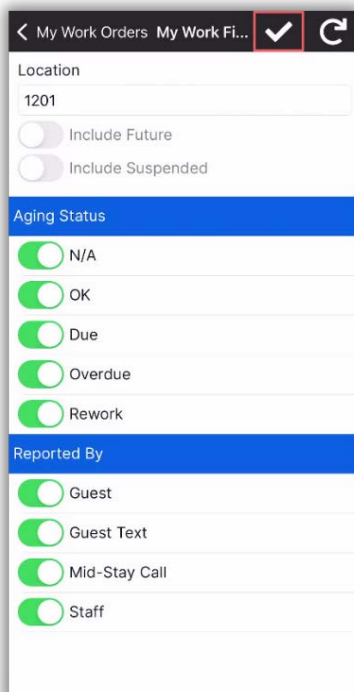 My Work Orders My Work Fi...
Location
1201
Include Future
Include Suspended
Aging Status
N/A
OK
Due
Overdue
Rework
Reported By
Guest
Guest Text
Mid-Stay Call
Staff